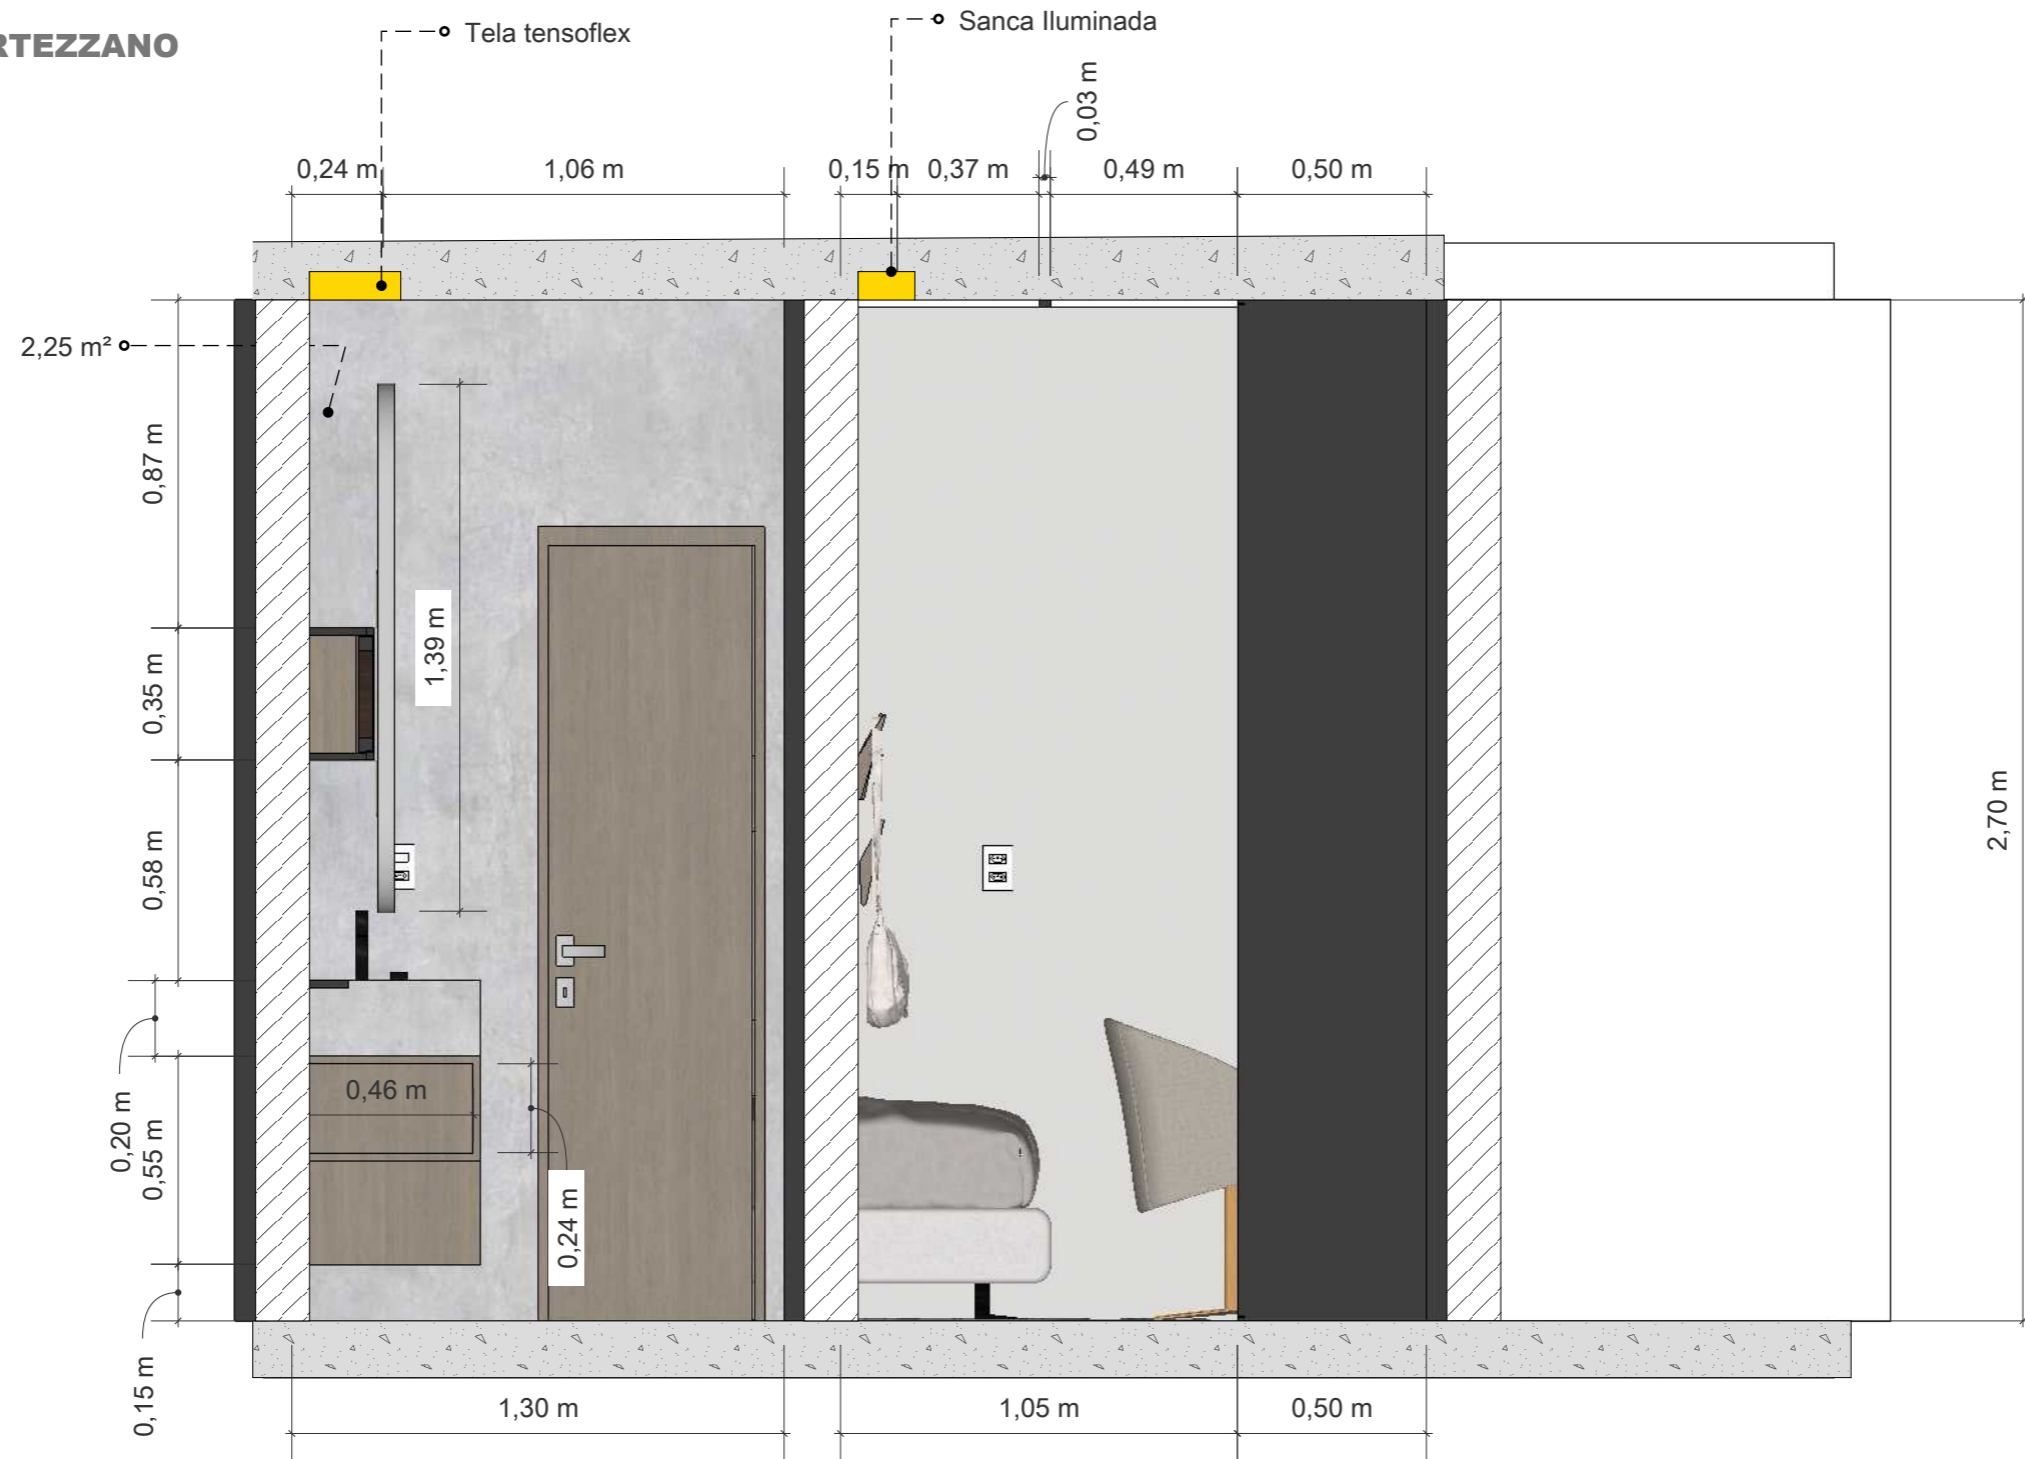 RTEZZANO
Tela tensoflex
Sanca Iluminada
0,03 m
0,24 m
1,06 m
0,15 m
0,37 m
0,49 m
0,50 m
2,25 m²
0,87 m
0,35 m
0,58 m
0,20 m
0,55 m
0,15 m
1,39 m
0,46 m
0,24 m
2,70 m
1,30 m
1,05 m
0,50 m